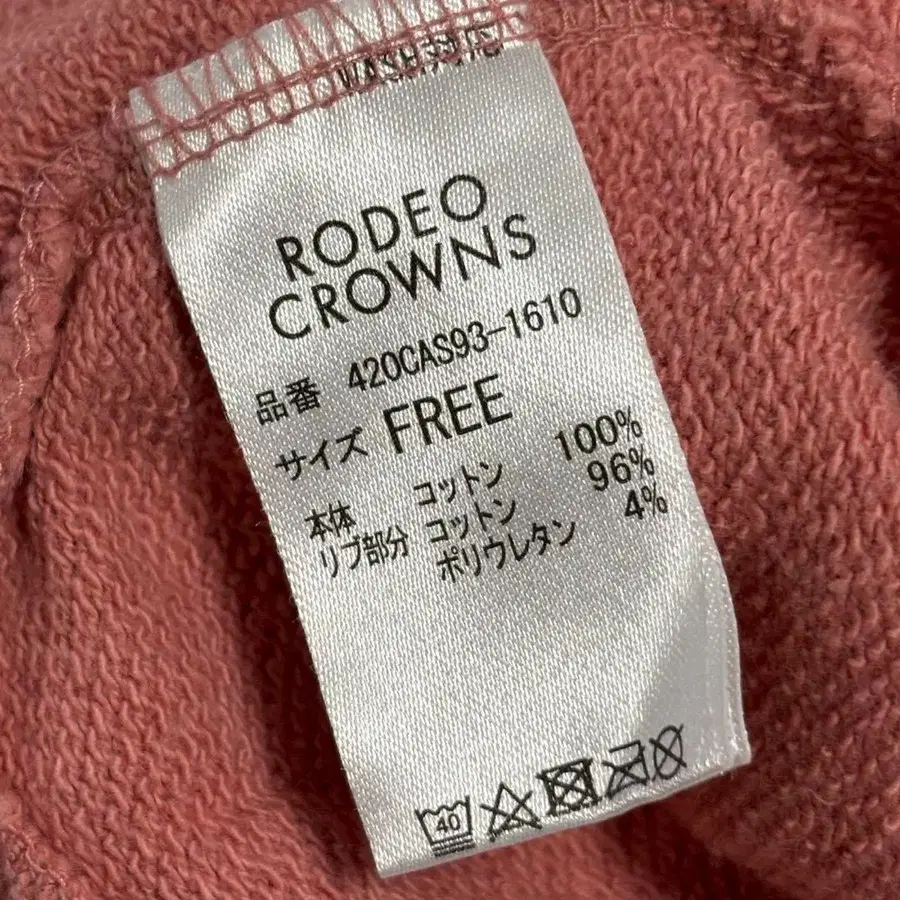 RODEO
CROWNS
品番 420CAS93-1610
サイズ FREE
本体 コットン 100%
リブ部分 コットン 96%
ポリウレタン 4%
40